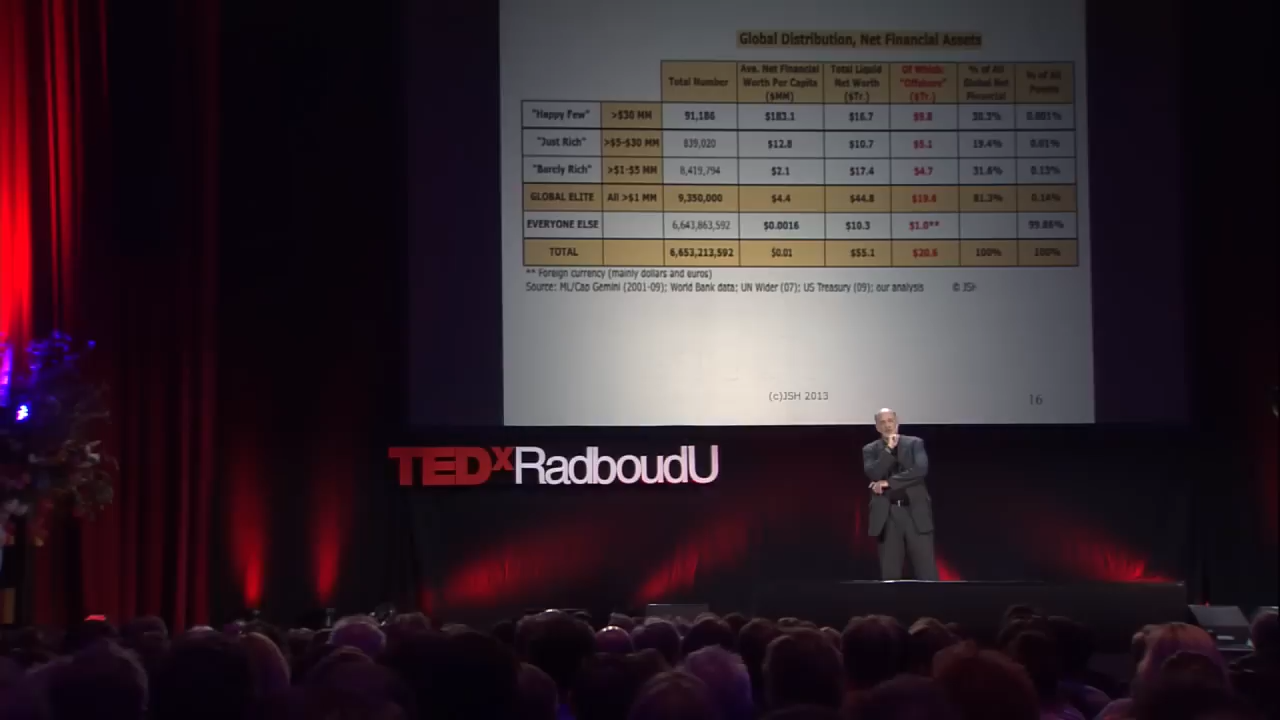 Global Distribution, Net Financial Assets
Total Number Ave. Net Financial Worth Per Capita ($MM) Total Liquid Net Worth ($Tr.) Of Which: "Offshore" ($Tr.) % of All Global Net Financial % of All People
"Happy Few" >$30 MM 91,186 $183.1 $16.7 $9.8 30.3% 0.001%
"Just Rich" >$5-$30 MM 839,020 $12.8 $10.7 $5.1 19.4% 0.01%
"Barely Rich" >$1-$5 MM 8,419,794 $2.1 $17.4 $4.7 31.6% 0.13%
GLOBAL ELITE All >$1 MM 9,350,000 $4.4 $44.8 $19.6 81.3% 0.14%
EVERYONE ELSE 6,643,863,592 $0.0016 $10.3 $1.0** 99.86%
TOTAL 6,653,213,592 $0.01 $55.1 $20.6 100% 100%
** Foreign currency (mainly dollars and euros)
Source: ML/Cap Gemini (2001-09); World Bank data; UN Wider (07); US Treasury (09); our analysis © JSH
(c)JSH 2013
16
TEDxRadboudU